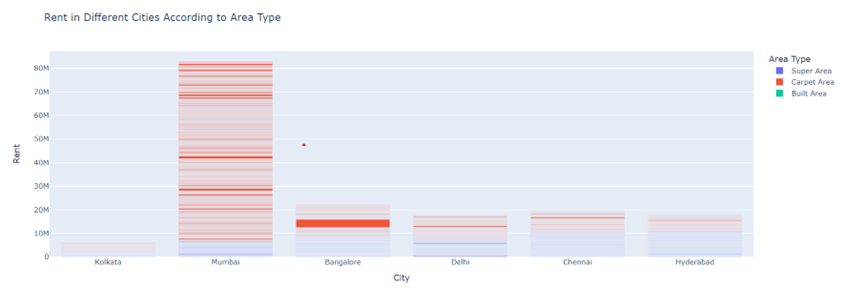 Rent in Different Cities According to Area Type
Area Type
Super Area
Carpet Area
Built Area
80M
70M
60M
50M
40M
30M
20M
10M
0
Rent
Kolkata
Mumbai
Bangalore
Delhi
Chennai
Hyderabad
City